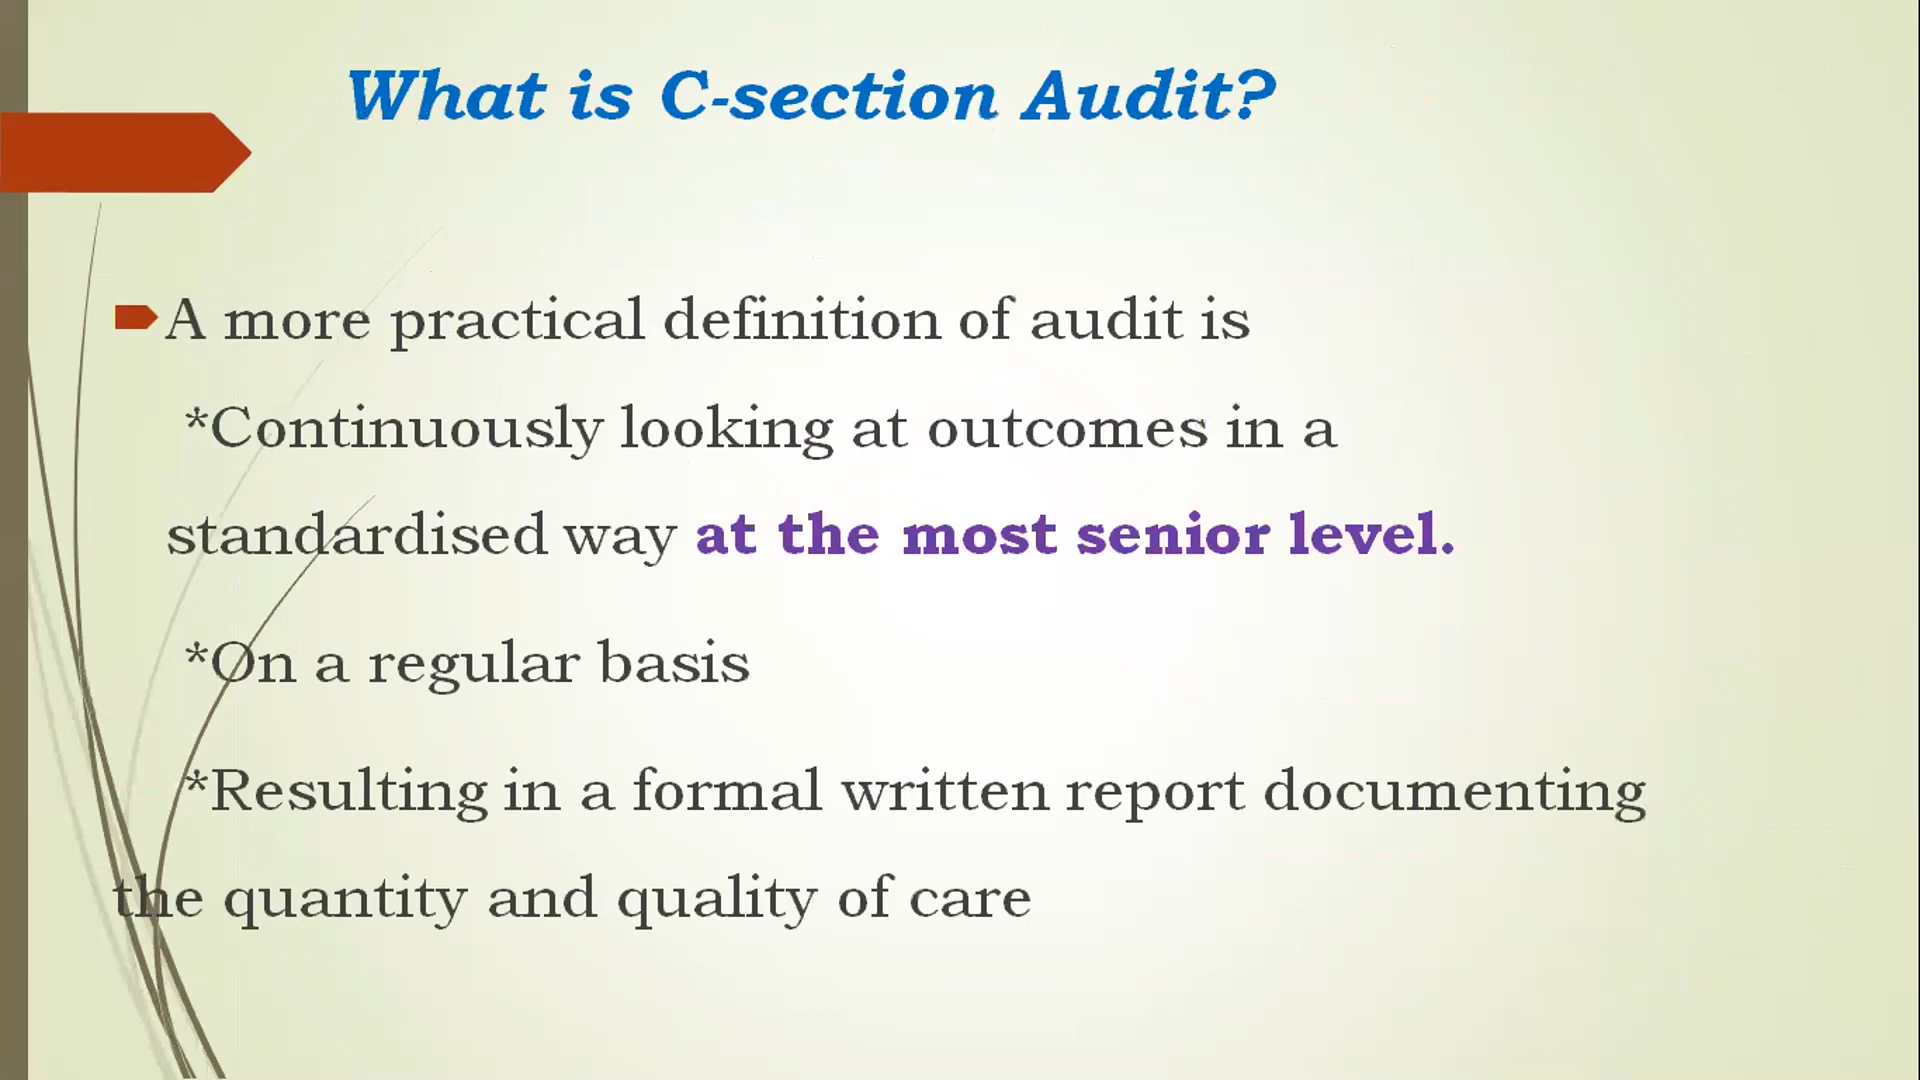 What is C-section Audit?
A more practical definition of audit is
*Continuously looking at outcomes in a
standardised way at the most senior level.
*On a regular basis
*Resulting in a formal written report documenting
the quantity and quality of care